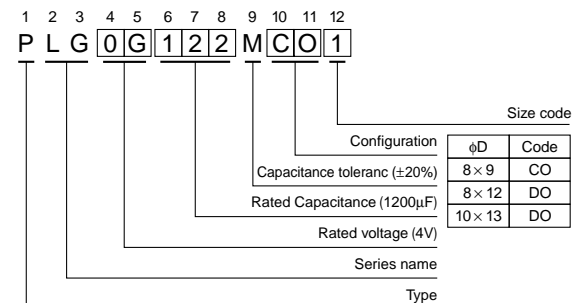 1 2 3 4 5 6 7 8 9 10 11 12
P L G 0 G 1 2 2 M C O 1
Size code
Configuration
Capacitance toleranc (±20%)
Rated Capacitance (1200μF)
Rated voltage (4V)
Series name
Type
ϕD Code
8×9 CO
8×12 DO
10×13 DO